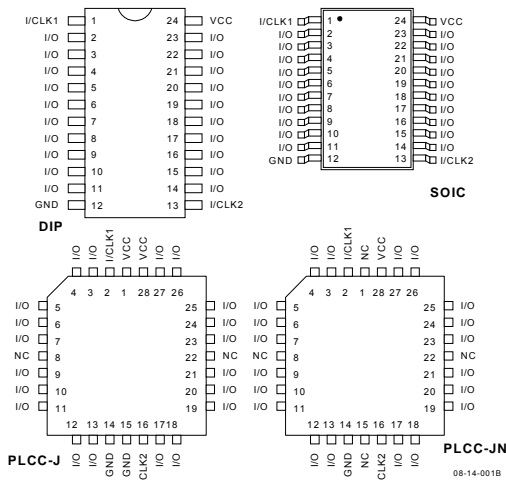 I/CLK1 1 24 VCC
I/O 2 23 I/O
I/O 3 22 I/O
I/O 4 21 I/O
I/O 5 20 I/O
I/O 6 19 I/O
I/O 7 18 I/O
I/O 8 17 I/O
I/O 9 16 I/O
I/O 10 15 I/O
I/O 11 14 I/O
GND 12 13 I/CLK2
DIP
I/CLK1 1 24 VCC
I/O 2 23 I/O
I/O 3 22 I/O
I/O 4 21 I/O
I/O 5 20 I/O
I/O 6 19 I/O
I/O 7 18 I/O
I/O 8 17 I/O
I/O 9 16 I/O
I/O 10 15 I/O
I/O 11 14 I/O
GND 12 13 I/CLK2
SOIC
I/O I/O I/CLK1 VCC VCC I/O I/O
4 3 2 1 28 27 26
I/O 5 25 I/O
I/O 6 24 I/O
I/O 7 23 I/O
NC 8 22 NC
I/O 9 21 I/O
I/O 10 20 I/O
I/O 11 19 I/O
12 13 14 15 16 17 18
I/O I/O GND GND CLK2 I/O I/O
PLCC-J
I/O I/O I/CLK1 NC VCC I/O I/O
4 3 2 1 28 27 26
I/O 5 25 I/O
I/O 6 24 I/O
I/O 7 23 I/O
NC 8 22 NC
I/O 9 21 I/O
I/O 10 20 I/O
I/O 11 19 I/O
12 13 14 15 16 17 18
I/O I/O GND NC CLK2 I/O I/O
PLCC-JN
08-14-001B